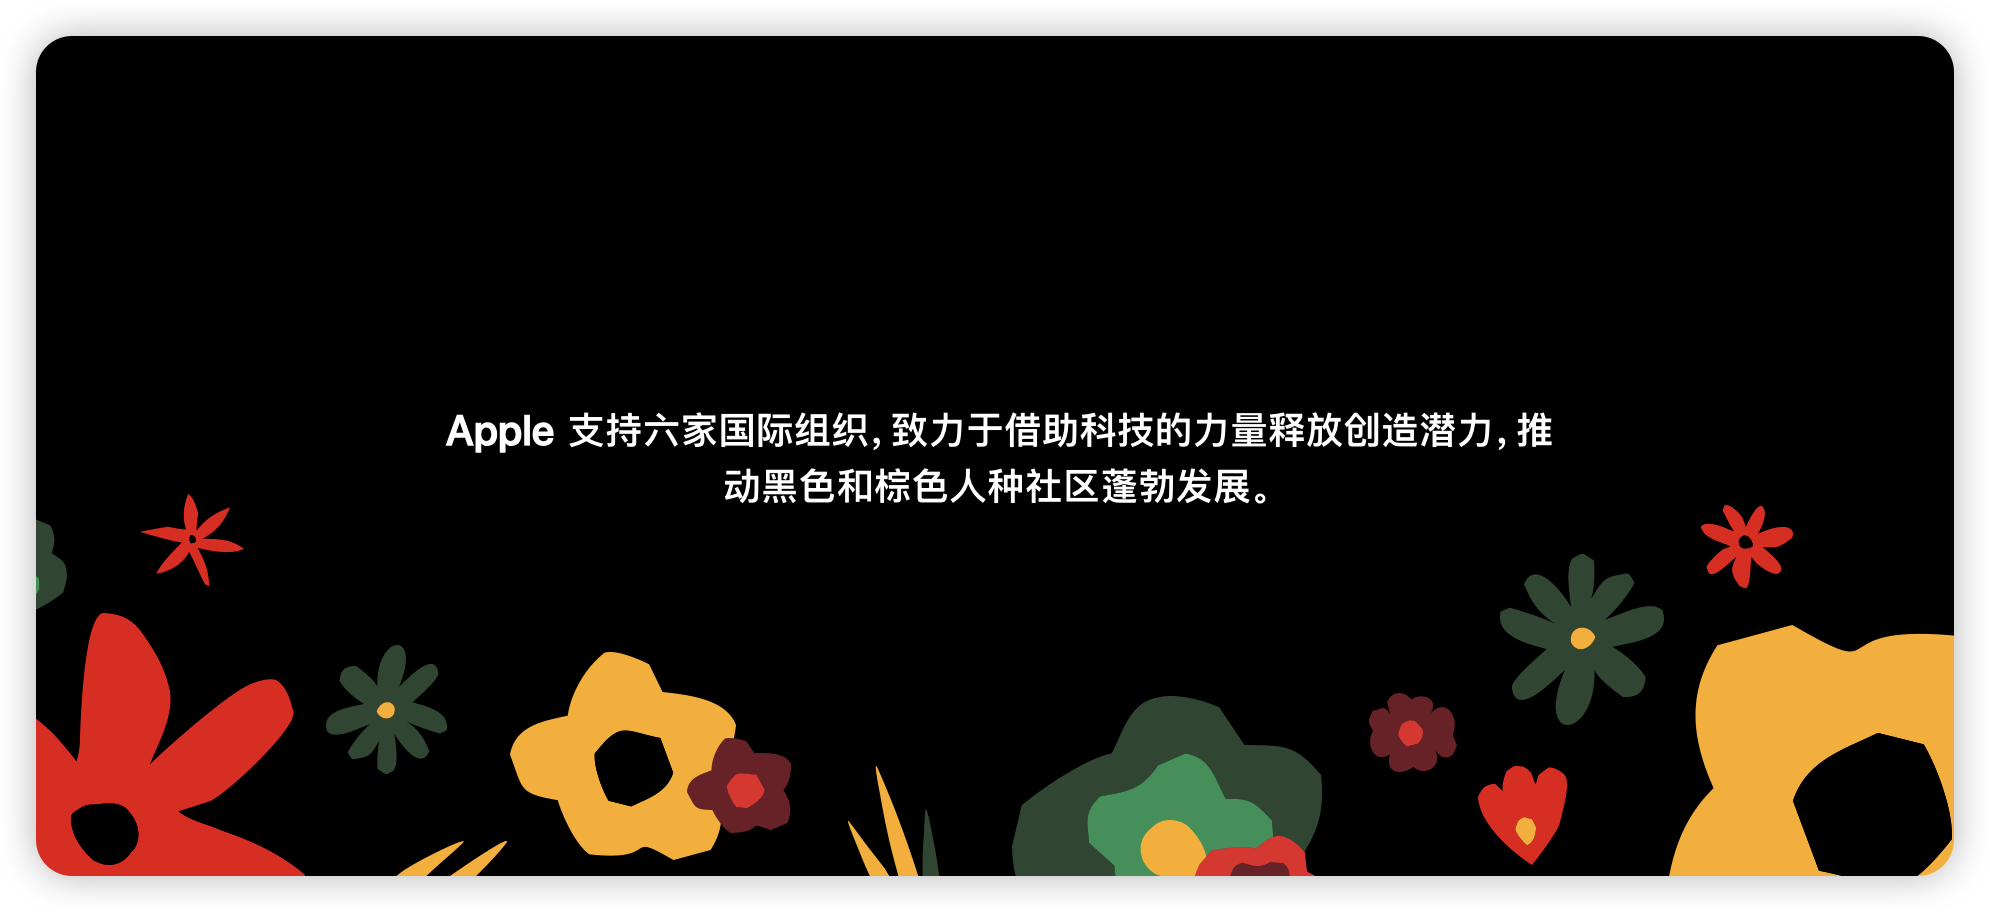 Apple 支持六家国际组织，致力于借助科技的力量释放创造潜力，推
动黑色和棕色人种社区蓬勃发展。